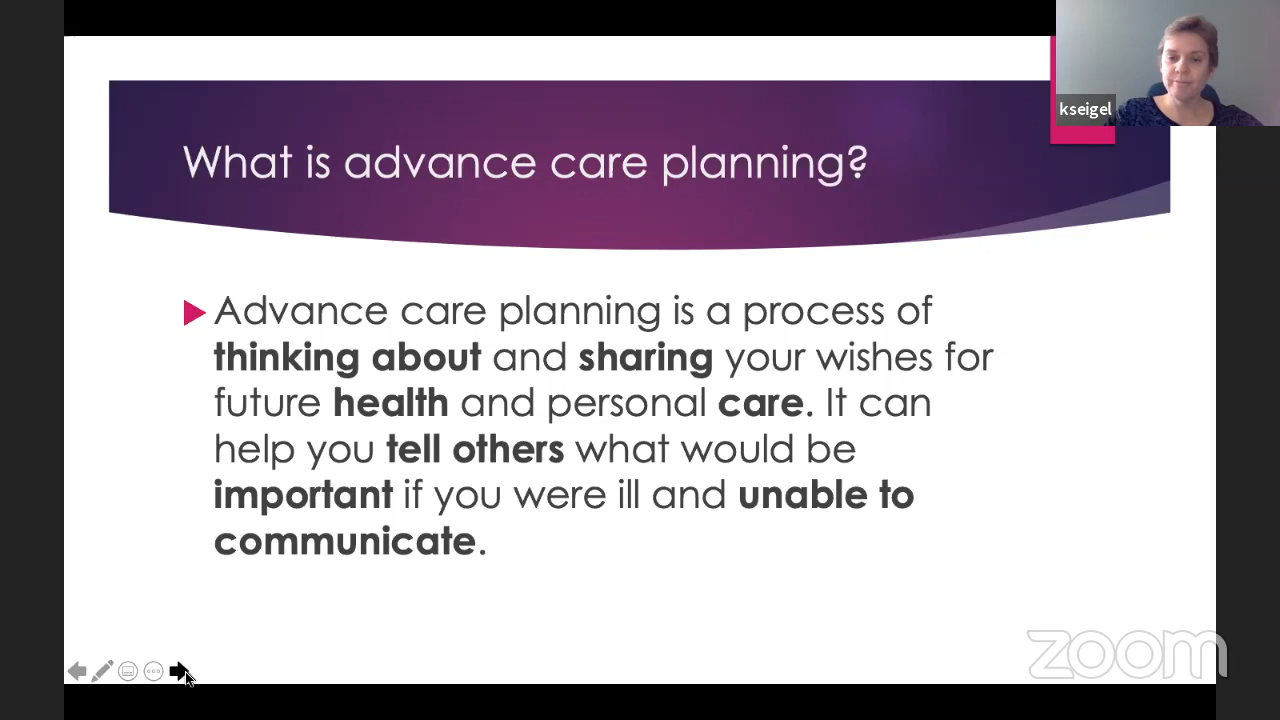 kseigel
What is advance care planning?
Advance care planning is a process of
thinking about and sharing your wishes for
future health and personal care. It can
help you tell others what would be
important if you were ill and unable to
communicate.
zoom